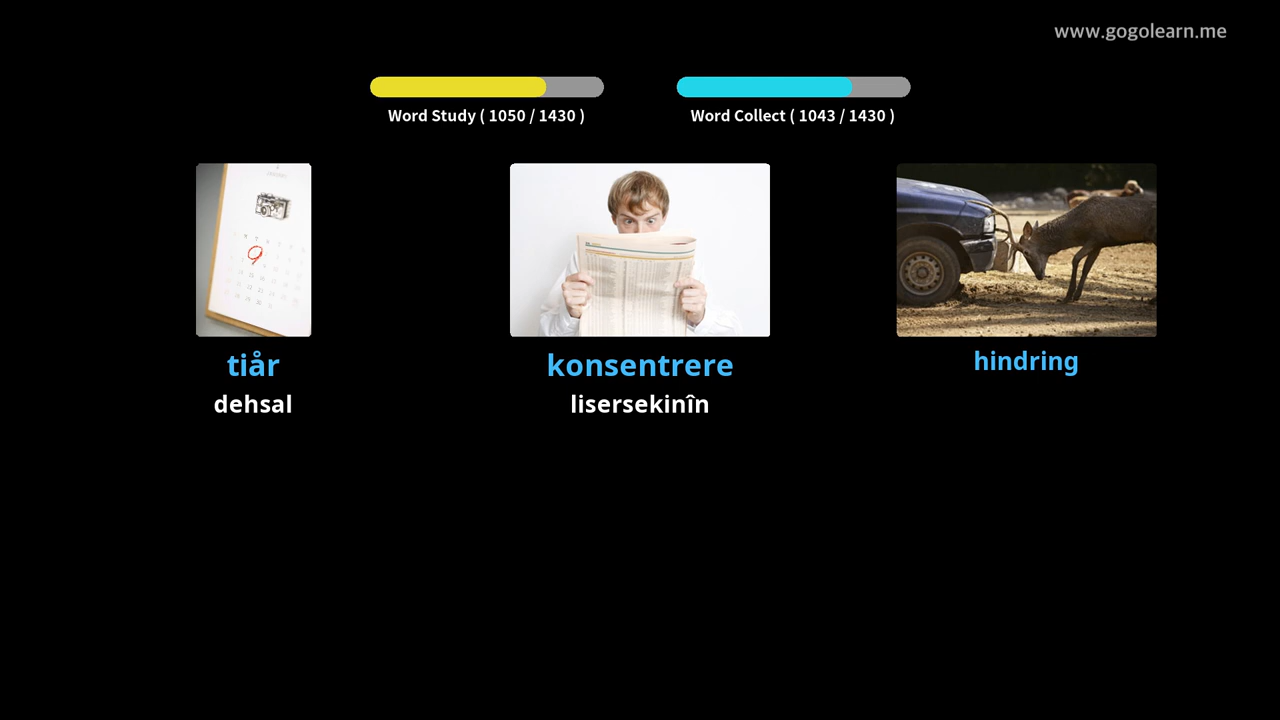 www.gogolearn.me
Word Study ( 1050 / 1430 )
Word Collect ( 1043 / 1430 )
tiår
dehsal
konsentrere
lisersekinîn
hindring